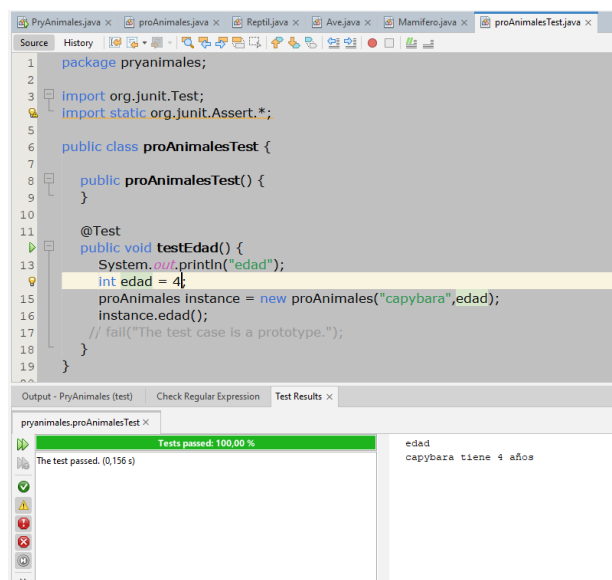 PryAnimales.java × proAnimales.java × Reptil.java × Ave.java × Mamifero.java × proAnimalesTest.java ×
Source History
1 package pryanimales;
2
3 import org.junit.Test;
import static org.junit.Assert.*;
5
6 public class proAnimalesTest {
7
8 public proAnimalesTest() {
9 }
10
11 @Test
public void testEdad() {
13 System.out.println("edad");
int edad = 4;
15 proAnimales instance = new proAnimales("capybara",edad);
16 instance.edad();
17 // fail("The test case is a prototype.");
18 }
19 }
Output - PryAnimales (test) Check Regular Expression Test Results ×
pryanimales.proAnimalesTest ×
Tests passed: 100,00 %
The test passed. (0,156 s)
edad
capybara tiene 4 años